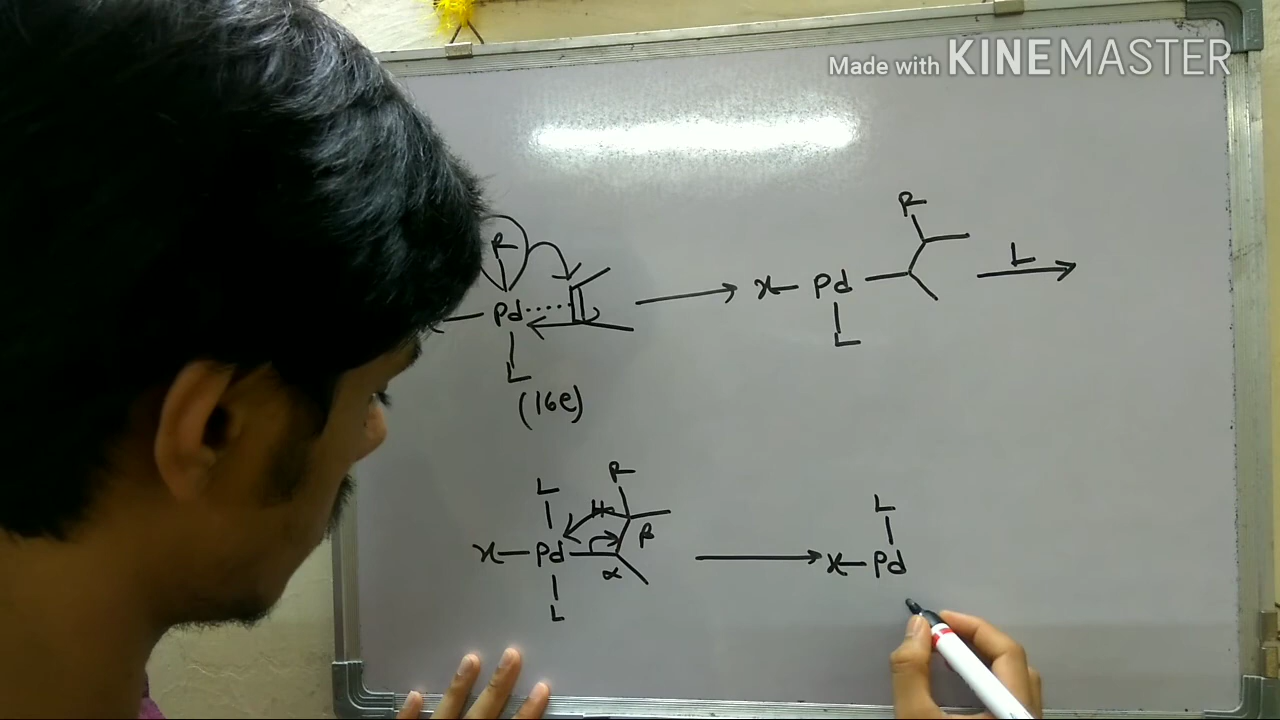 Made with KINEMASTER
R
R
Pd
x-Pd
L
L
L
(16e)
L
R
H
x-Pd
β
α
L
L
x-Pd